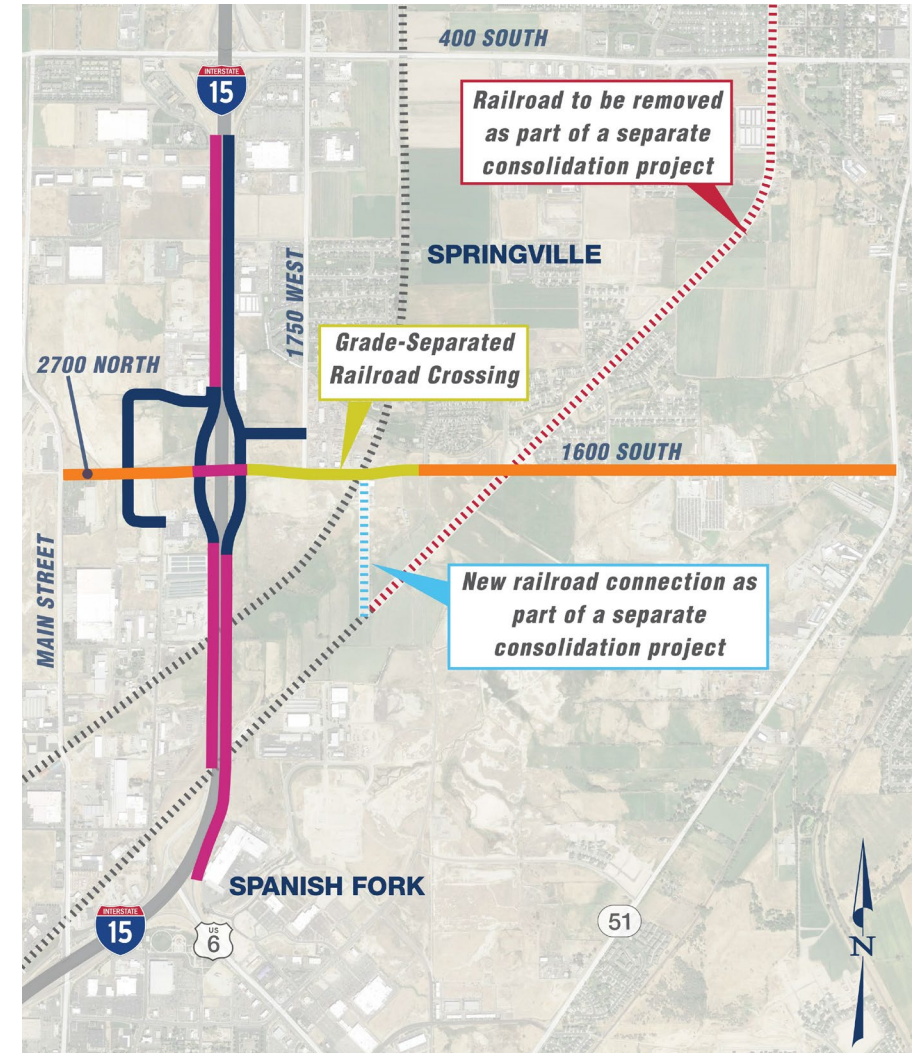 400 SOUTH
INTERSTATE
15
Railroad to be removed
as part of a separate
consolidation project
SPRINGVILLE
1750 WEST
Grade-Separated
Railroad Crossing
2700 NORTH
1600 SOUTH
MAIN STREET
New railroad connection as
part of a separate
consolidation project
SPANISH FORK
INTERSTATE
15
US
6
51
N